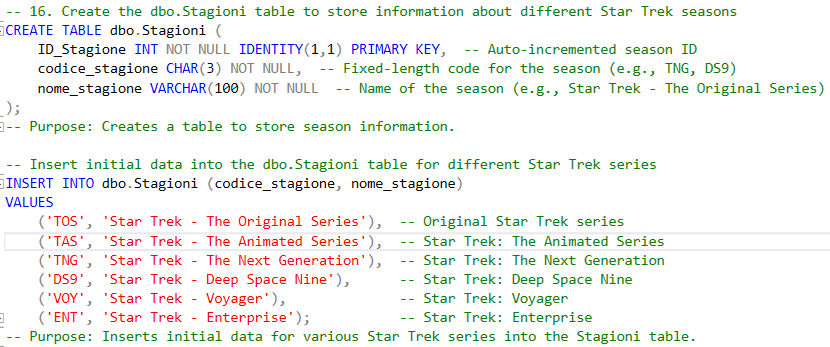 -- 16. Create the dbo.Stagioni table to store information about different Star Trek seasons
CREATE TABLE dbo.Stagioni (
    ID_Stagione INT NOT NULL IDENTITY(1,1) PRIMARY KEY,  -- Auto-incremented season ID
    codice_stagione CHAR(3) NOT NULL,  -- Fixed-length code for the season (e.g., TNG, DS9)
    nome_stagione VARCHAR(100) NOT NULL  -- Name of the season (e.g., Star Trek - The Original Series)
);
-- Purpose: Creates a table to store season information.

-- Insert initial data into the dbo.Stagioni table for different Star Trek series
INSERT INTO dbo.Stagioni (codice_stagione, nome_stagione)
VALUES
    ('TOS', 'Star Trek - The Original Series'),  -- Original Star Trek series
    ('TAS', 'Star Trek - The Animated Series'),  -- Star Trek: The Animated Series
    ('TNG', 'Star Trek - The Next Generation'),  -- Star Trek: The Next Generation
    ('DS9', 'Star Trek - Deep Space Nine'),      -- Star Trek: Deep Space Nine
    ('VOY', 'Star Trek - Voyager'),              -- Star Trek: Voyager
    ('ENT', 'Star Trek - Enterprise');           -- Star Trek: Enterprise
-- Purpose: Inserts initial data for various Star Trek series into the Stagioni table.